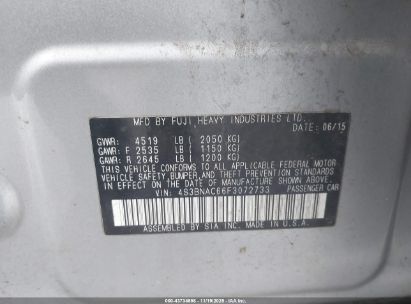 MFD. BY FUJI HEAVY INDUSTRIES LTD.
DATE: 06/15
GVWR: 4519 LB ( 2050 KG)
GAWR: F 2535 LB ( 1150 KG)
GAWR: R 2645 LB ( 1200 KG)
THIS VEHICLE CONFORMS TO ALL APPLICABLE FEDERAL MOTOR
VEHICLE SAFETY, BUMPER, AND THEFT PREVENTION STANDARDS
IN EFFECT ON THE DATE OF MANUFACTURE SHOWN ABOVE.
VIN: 4S3BNAC66F3072733 PASSENGER CAR
ASSEMBLED BY SIA INC. MADE IN U.S.A.
11/19/2025